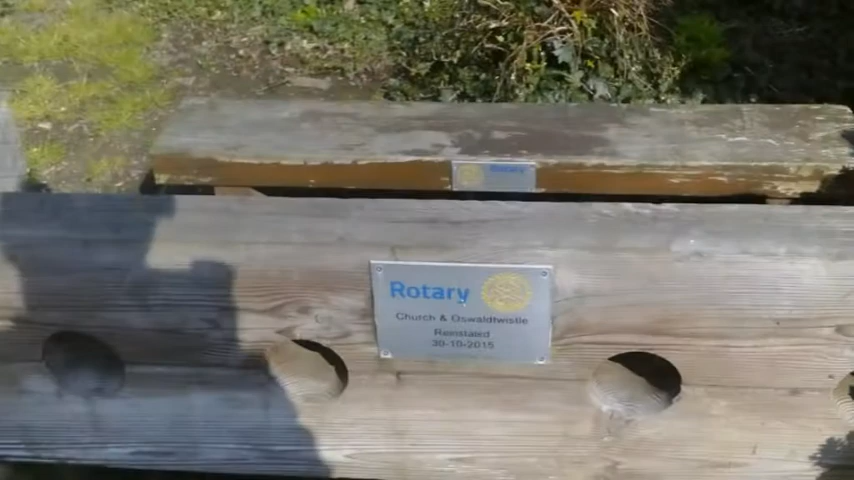 Rotary
Rotary
Church & Oswaldtwistle
Reinstated
30-10-2015